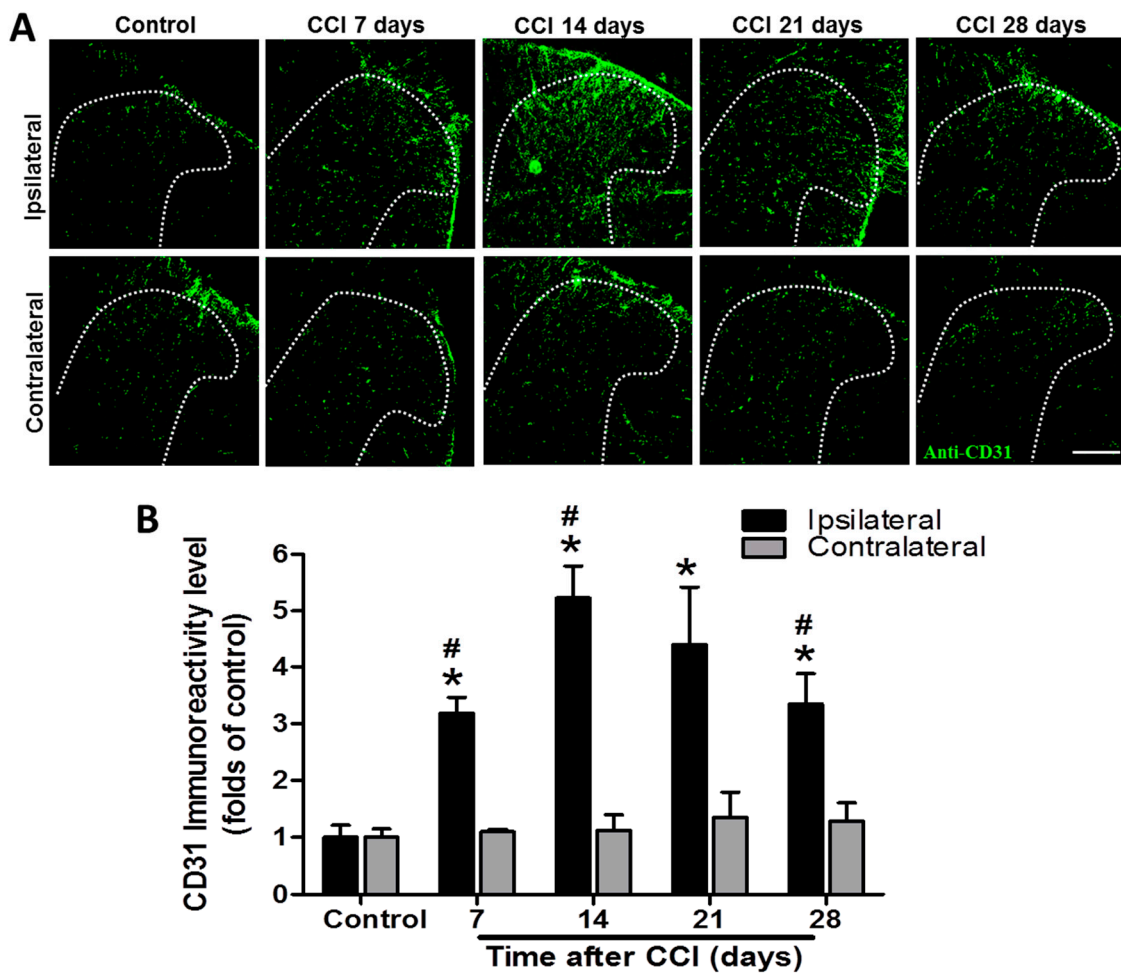 A
Control
CCI 7 days
CCI 14 days
CCI 21 days
CCI 28 days
Ipsilateral
Contralateral
Anti-CD31
B
Ipsilateral
Contralateral
CD31 Immunoreactivity level
(folds of control)
6
5
4
3
2
1
0
#
*
#
*
*
#
*
Control
7
14
21
28
Time after CCI (days)